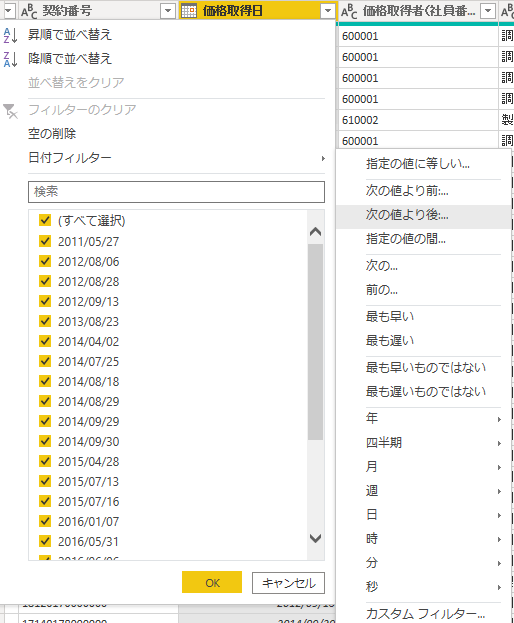 ABC 契約番号 価格取得日 ABC 価格取得者(社員番... ABC
昇順で並べ替え
降順で並べ替え
並べ替えをクリア
フィルターのクリア
空の削除
日付フィルター
検索
(すべて選択)
2011/05/27
2012/08/06
2012/08/28
2012/09/13
2013/08/23
2014/04/02
2014/07/25
2014/08/18
2014/08/29
2014/09/29
2014/09/30
2015/04/28
2015/07/13
2015/07/16
2016/01/07
2016/05/31
OK キャンセル
600001 調
600001 調
600001 調
600001 調
610002 製
600001 調
指定の値に等しい...
次の値より前:...
次の値より後:...
指定の値の間...
次の...
前の...
最も早い
最も遅い
最も早いものではない
最も遅いものではない
年
四半期
月
週
日
時
分
秒
カスタム フィルター...